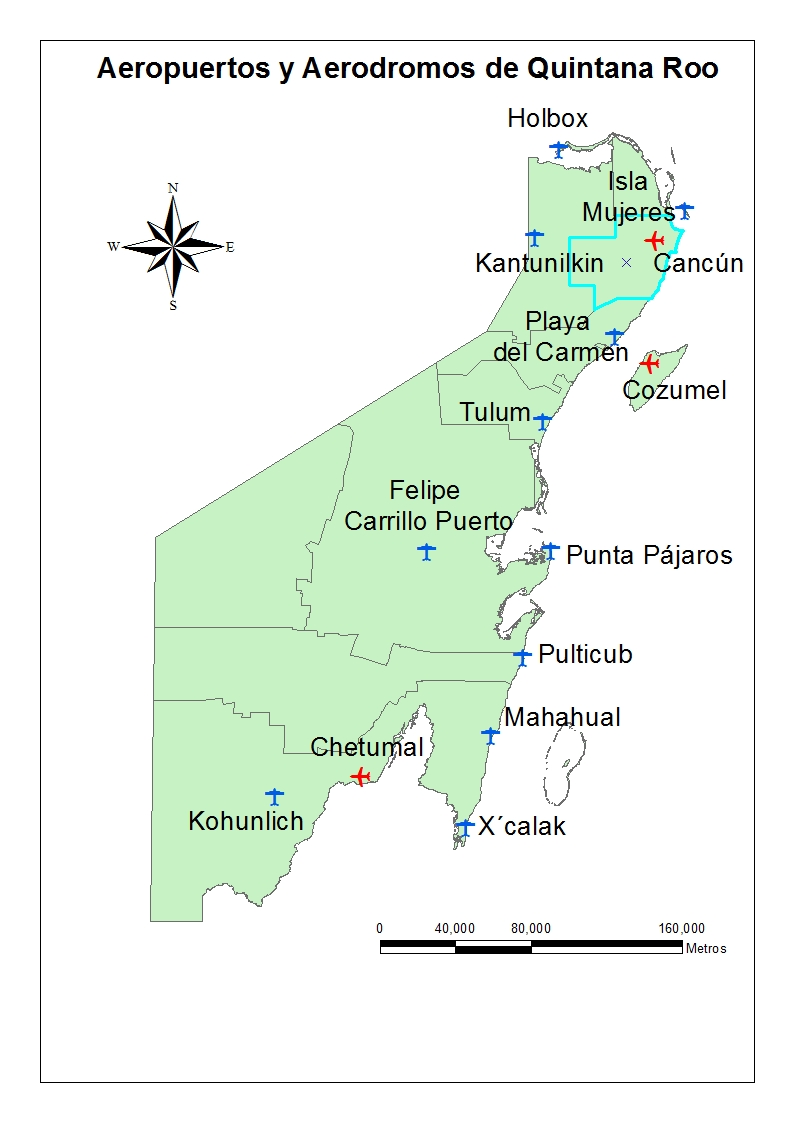 Aeropuertos y Aerodromos de Quintana Roo
Holbox
N
Isla
Mujeres
W
E
Kantunilkin
Cancún
S
Playa
del Carmen
Cozumel
Tulum
Felipe
Carrillo Puerto
Punta Pájaros
Pulticub
Mahahual
Chetumal
Kohunlich
X´calak
0 40,000 80,000 160,000
Metros